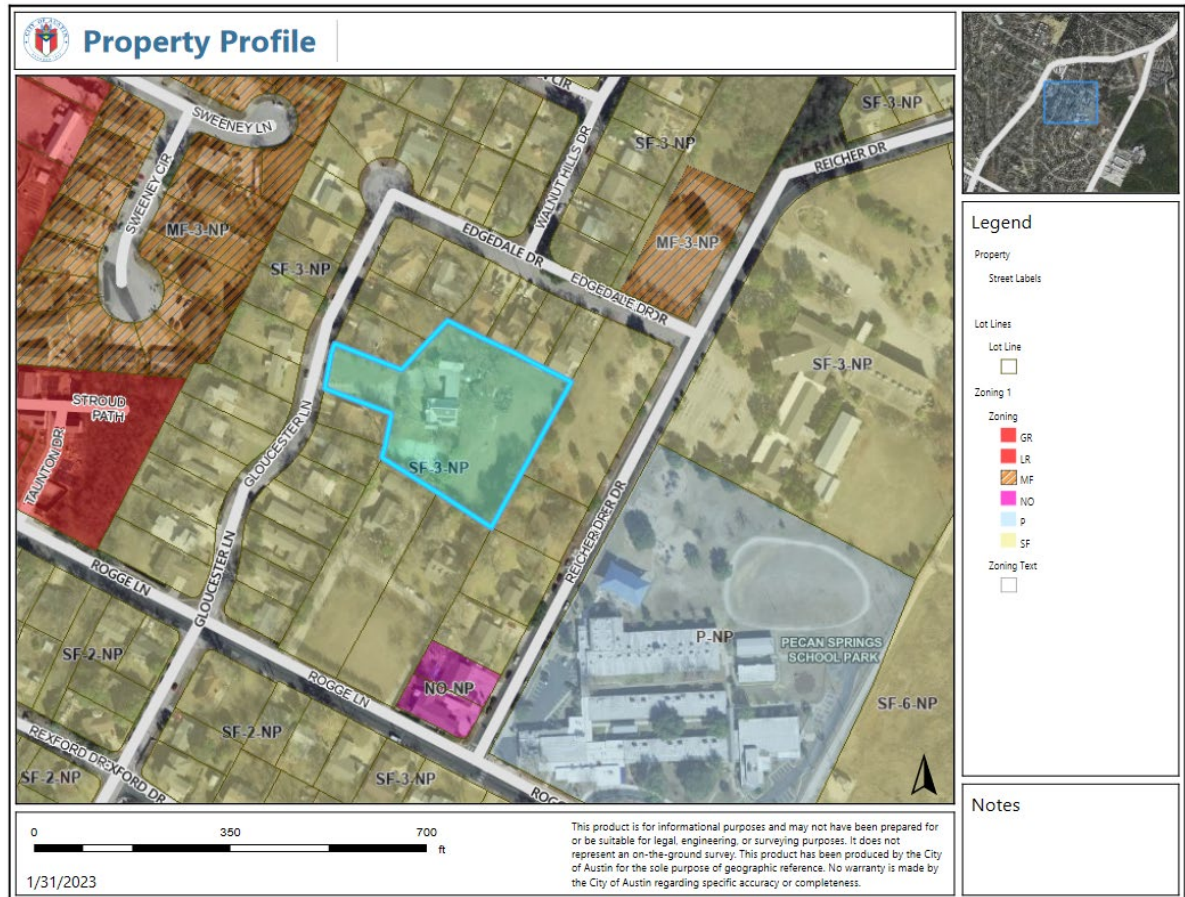 Property Profile
SWEENEY LN
SWEENEY CIR
MF-3-NP
SF-3-NP
STROUD
PATH
TAUNTON DR
GLOUCESTER LN
GLOUCESTER LN
ROGGE LN
SF-2-NP
REXFORD DR
SF-2-NP
SF-2-NP
ROGGE LN
SF-3-NP
NO-NP
SF-3-NP
EDGEDALE DR
EDGEDALE DR
WALNUT HILLS DR
SF-3-NP
MF-3-NP
REICHER DR
SF-3-NP
SF-3-NP
REICHER DR
P-NP
PECAN SPRINGS
SCHOOL PARK
SF-6-NP
Legend
Property
Street Labels
Lot Lines
Lot Line
Zoning 1
Zoning
GR
LR
MF
NO
P
SF
Zoning Text
Notes
0 350 700
ft
1/31/2023
This product is for informational purposes and may not have been prepared for
or be suitable for legal, engineering, or surveying purposes. It does not
represent an on-the-ground survey. This product has been produced by the City
of Austin for the sole purpose of geographic reference. No warranty is made by
the City of Austin regarding specific accuracy or completeness.